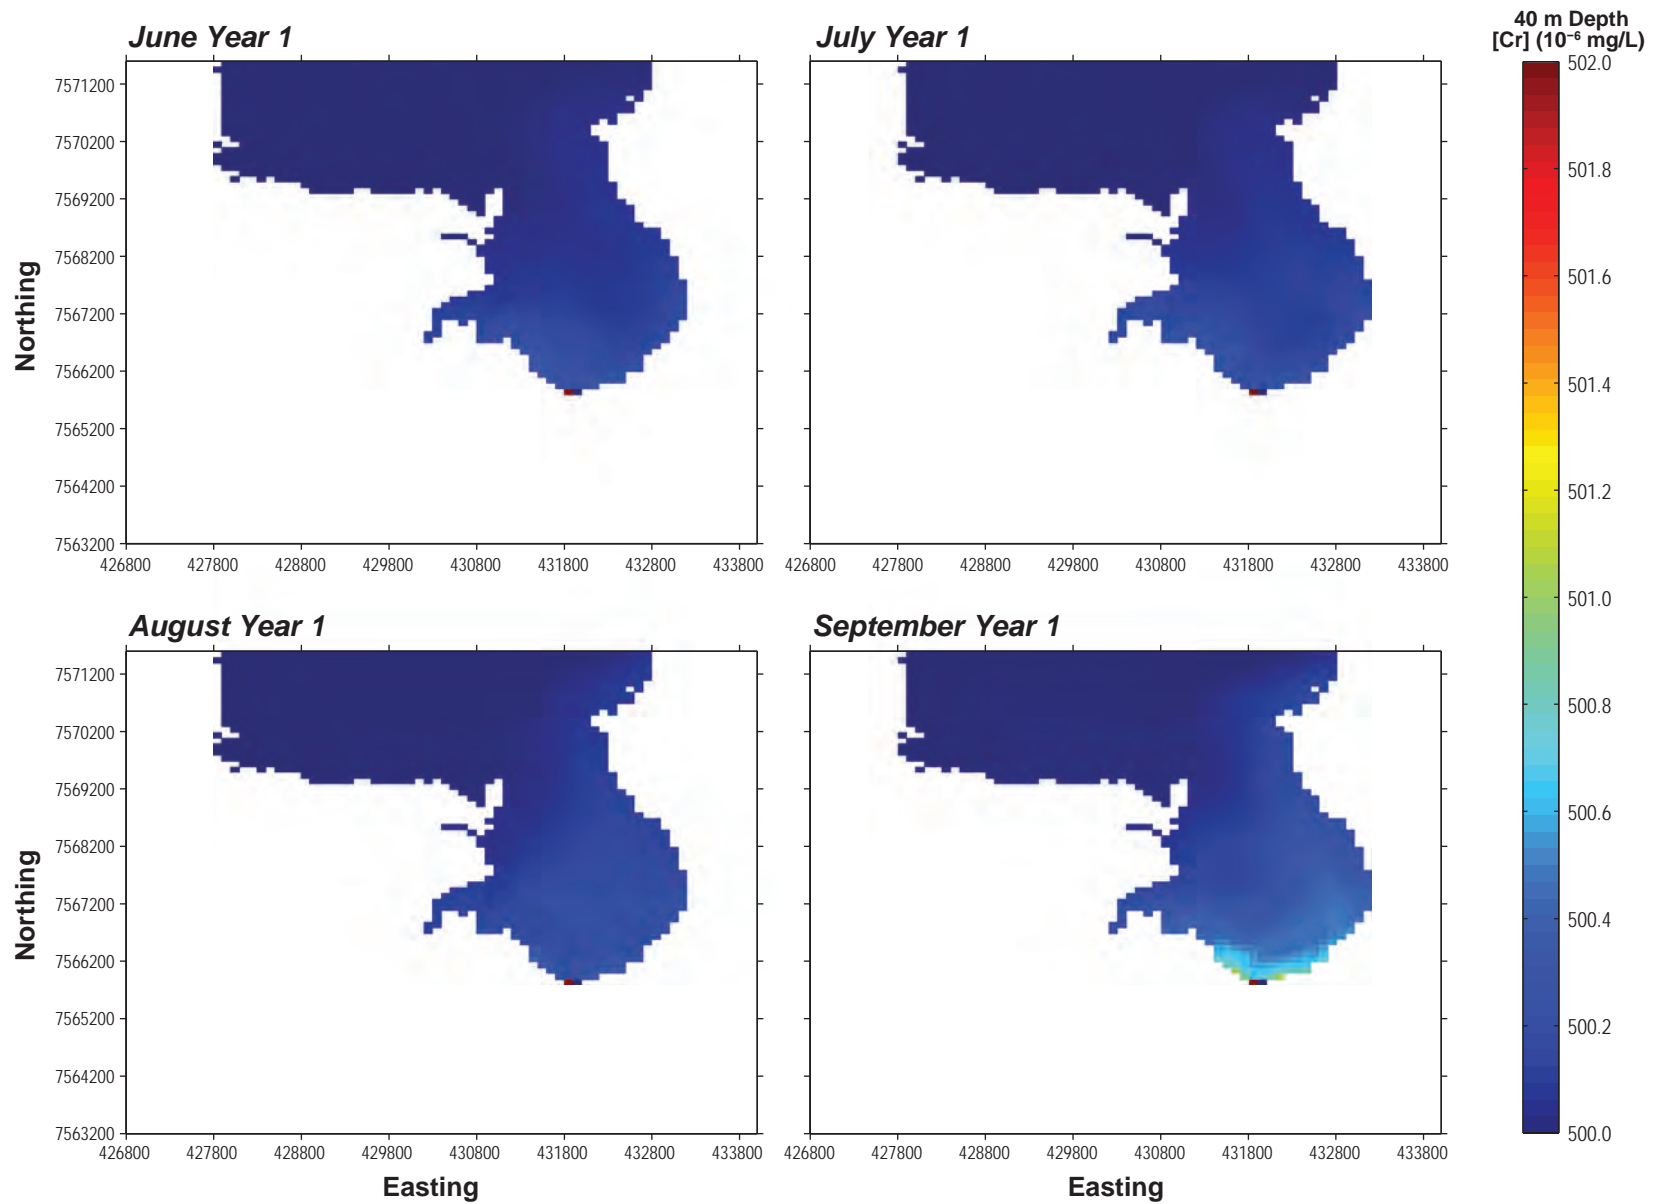 40 m Depth
[Cr] (10⁻⁶ mg/L)
June Year 1
July Year 1
7571200
7570200
7569200
7568200
7567200
7566200
7565200
7564200
7563200
Northing
426800 427800 428800 429800 430800 431800 432800 433800
426800 427800 428800 429800 430800 431800 432800 433800
August Year 1
September Year 1
7571200
7570200
7569200
7568200
7567200
7566200
7565200
7564200
7563200
Northing
426800 427800 428800 429800 430800 431800 432800 433800
426800 427800 428800 429800 430800 431800 432800 433800
Easting
Easting
502.0
501.8
501.6
501.4
501.2
501.0
500.8
500.6
500.4
500.2
500.0